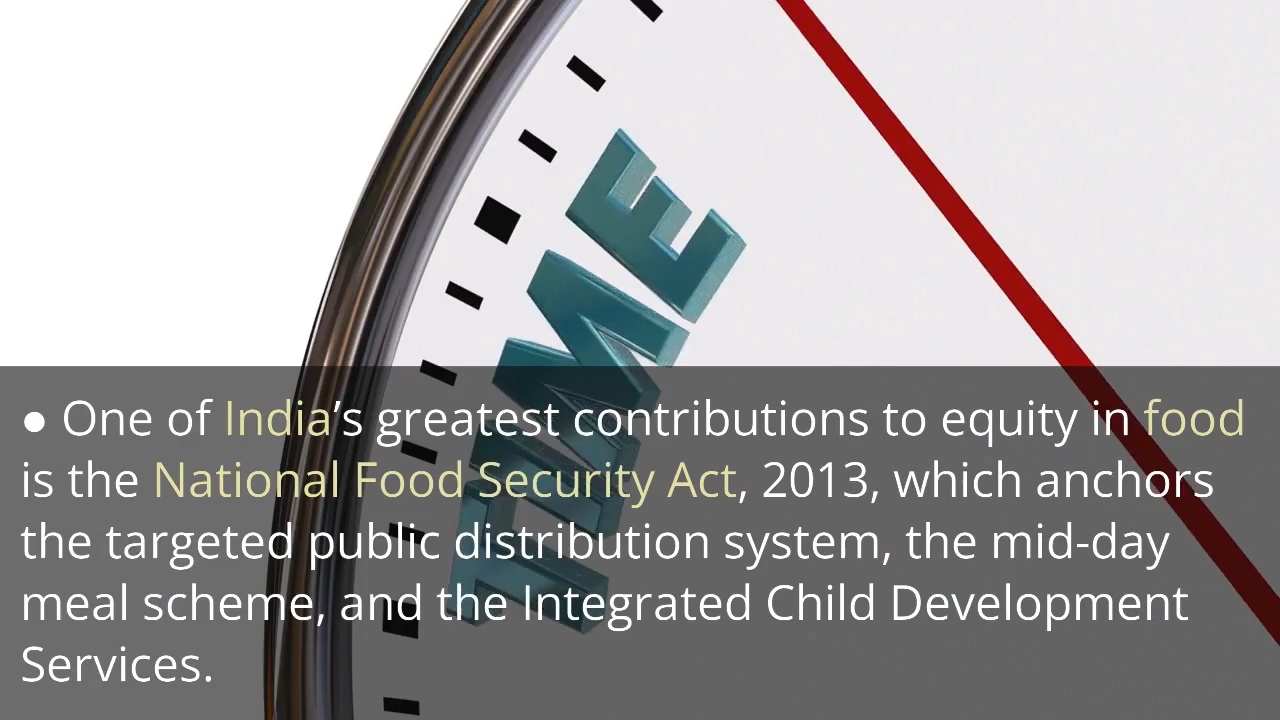 TIME
● One of India’s greatest contributions to equity in food
is the National Food Security Act, 2013, which anchors
the targeted public distribution system, the mid-day
meal scheme, and the Integrated Child Development
Services.